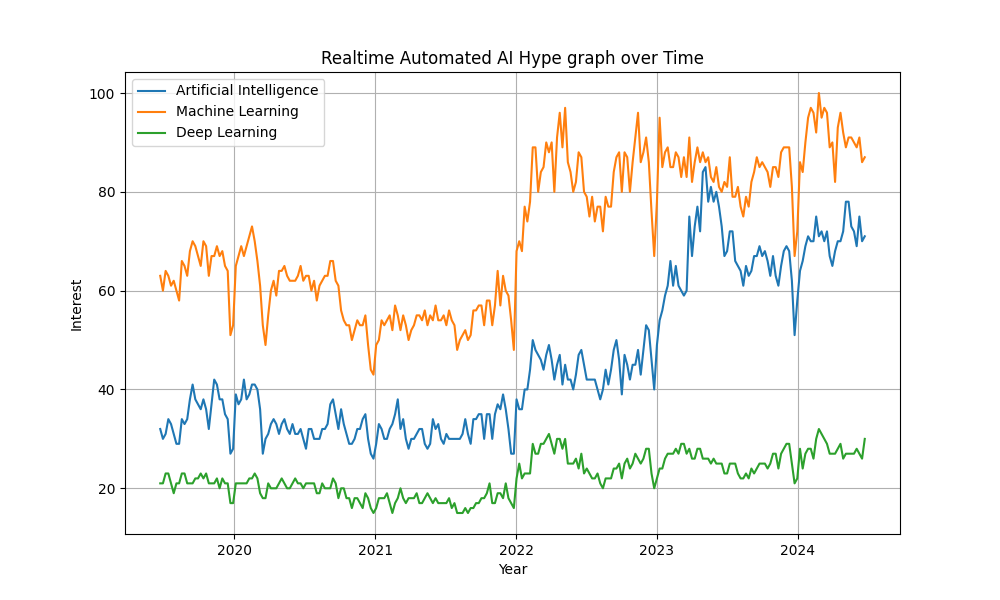 Realtime Automated AI Hype graph over Time
Artificial Intelligence
Machine Learning
Deep Learning
100
80
60
40
20
Interest
2020 2021 2022 2023 2024
Year